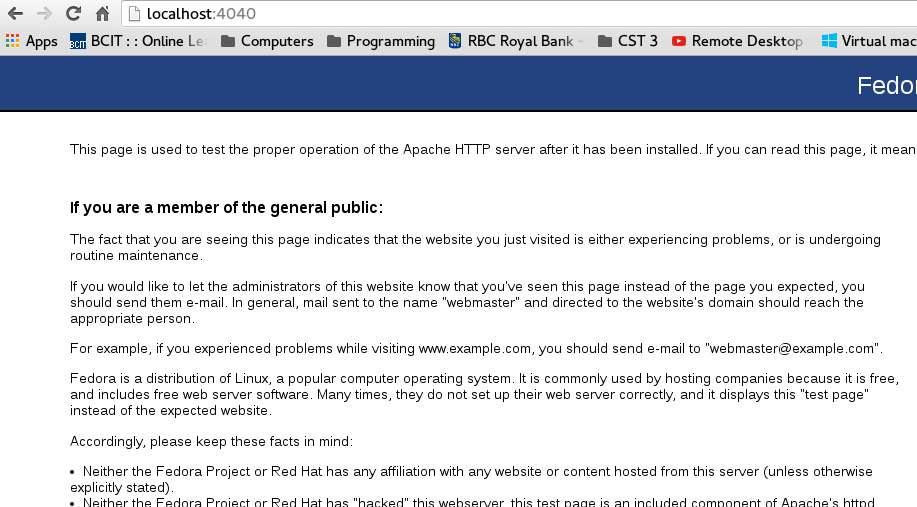 localhost:4040
Apps BCIT : : Online Le Computers Programming RBC Royal Bank - CST 3 Remote Desktop Virtual mac
Fedor
This page is used to test the proper operation of the Apache HTTP server after it has been installed. If you can read this page, it mean
If you are a member of the general public:
The fact that you are seeing this page indicates that the website you just visited is either experiencing problems, or is undergoing
routine maintenance.
If you would like to let the administrators of this website know that you've seen this page instead of the page you expected, you
should send them e-mail. In general, mail sent to the name "webmaster" and directed to the website's domain should reach the
appropriate person.
For example, if you experienced problems while visiting www.example.com, you should send e-mail to "webmaster@example.com".
Fedora is a distribution of Linux, a popular computer operating system. It is commonly used by hosting companies because it is free,
and includes free web server software. Many times, they do not set up their web server correctly, and it displays this "test page"
instead of the expected website.
Accordingly, please keep these facts in mind:
• Neither the Fedora Project or Red Hat has any affiliation with any website or content hosted from this server (unless otherwise
explicitly stated).
• Neither the Fedora Project or Red Hat has "hacked" this webserver, this test page is an included component of Apache's httpd